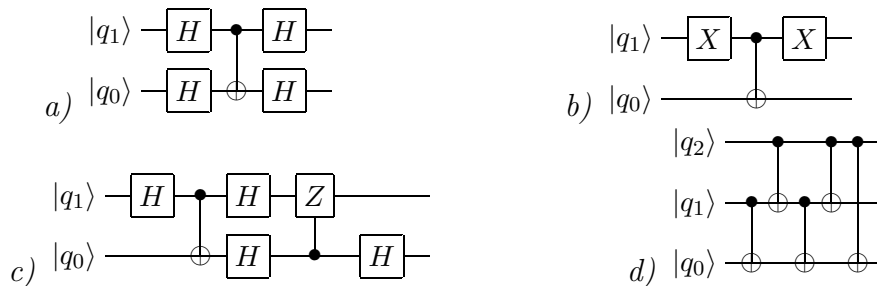 |q₁⟩ H H
|q₀⟩ H H
a)
|q₁⟩ X X
|q₀⟩
b)
|q₁⟩ H H Z
|q₀⟩ H H
c)
|q₂⟩
|q₁⟩
|q₀⟩
d)